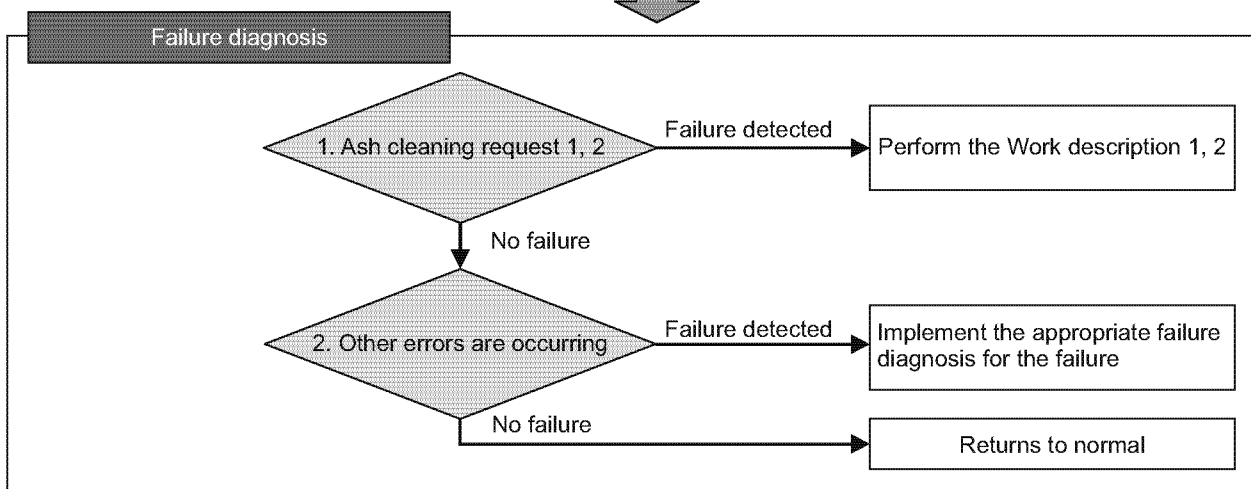 Failure diagnosis
1. Ash cleaning request 1, 2
Failure detected
Perform the Work description 1, 2
No failure
2. Other errors are occurring
Failure detected
Implement the appropriate failure
diagnosis for the failure
No failure
Returns to normal